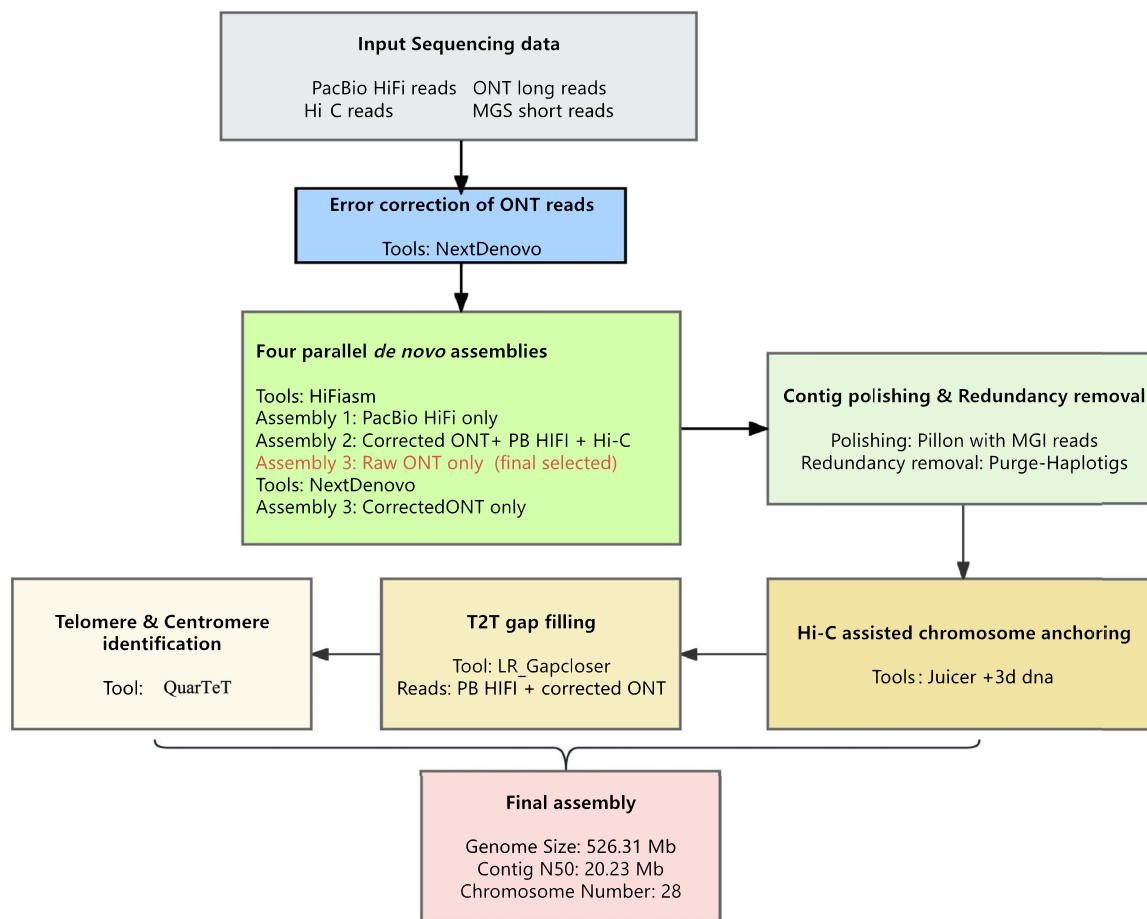 Input Sequencing data
PacBio HiFi reads ONT long reads
Hi C reads MGS short reads
Error correction of ONT reads
Tools: NextDenovo
Four parallel de novo assemblies
Tools: HiFiasm
Assembly 1: PacBio HiFi only
Assembly 2: Corrected ONT+ PB HIFI + Hi-C
Assembly 3: Raw ONT only (final selected)
Tools: NextDenovo
Assembly 3: CorrectedONT only
Contig polishing & Redundancy removal
Polishing: Pillon with MGI reads
Redundancy removal: Purge-Haplotigs
Hi-C assisted chromosome anchoring
Tools: Juicer +3d dna
T2T gap filling
Tool: LR_Gapcloser
Reads: PB HIFI + corrected ONT
Telomere & Centromere
identification
Tool: QuarTeT
Final assembly
Genome Size: 526.31 Mb
Contig N50: 20.23 Mb
Chromosome Number: 28